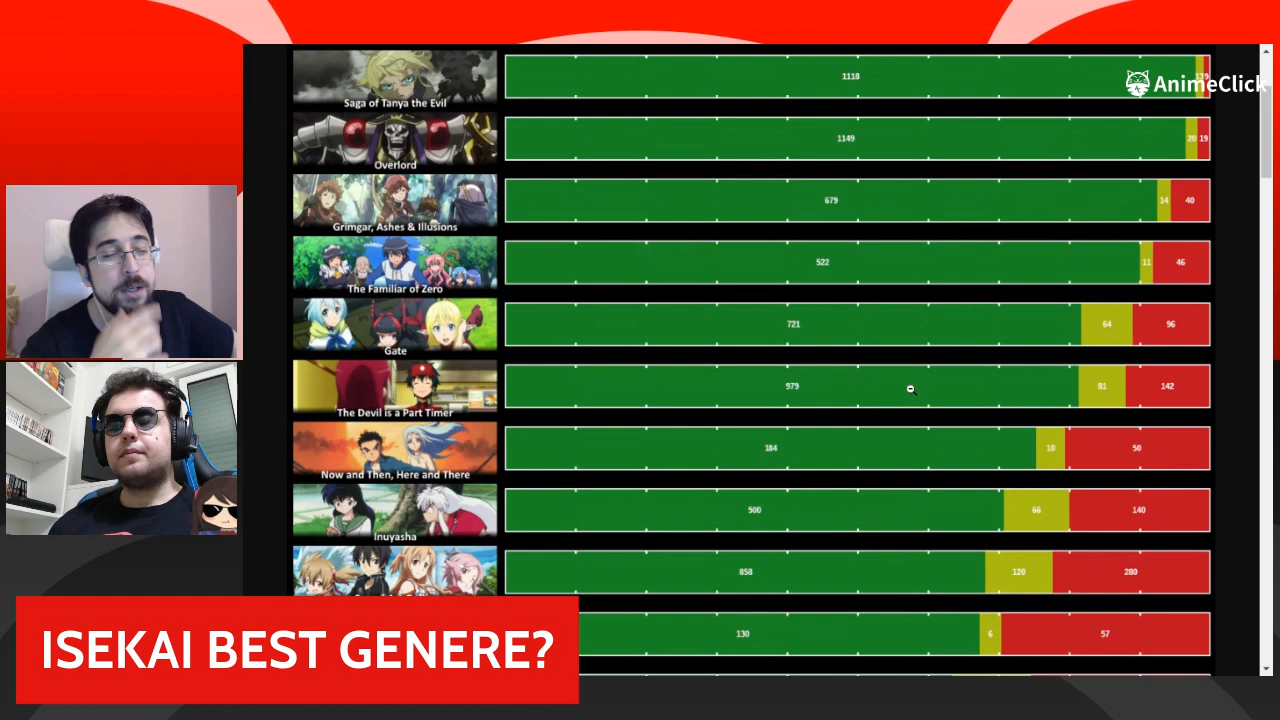 Saga of Tanya the Evil
1118
AnimeClick
Overlord
1149
20
19
Grimgar, Ashes & Illusions
679
14
40
The Familiar of Zero
522
11
46
Gate
721
64
96
The Devil is a Part Timer
979
81
142
Now and Then, Here and There
184
10
50
Inuyasha
500
66
140
858
120
280
130
6
57
ISEKAI BEST GENERE?